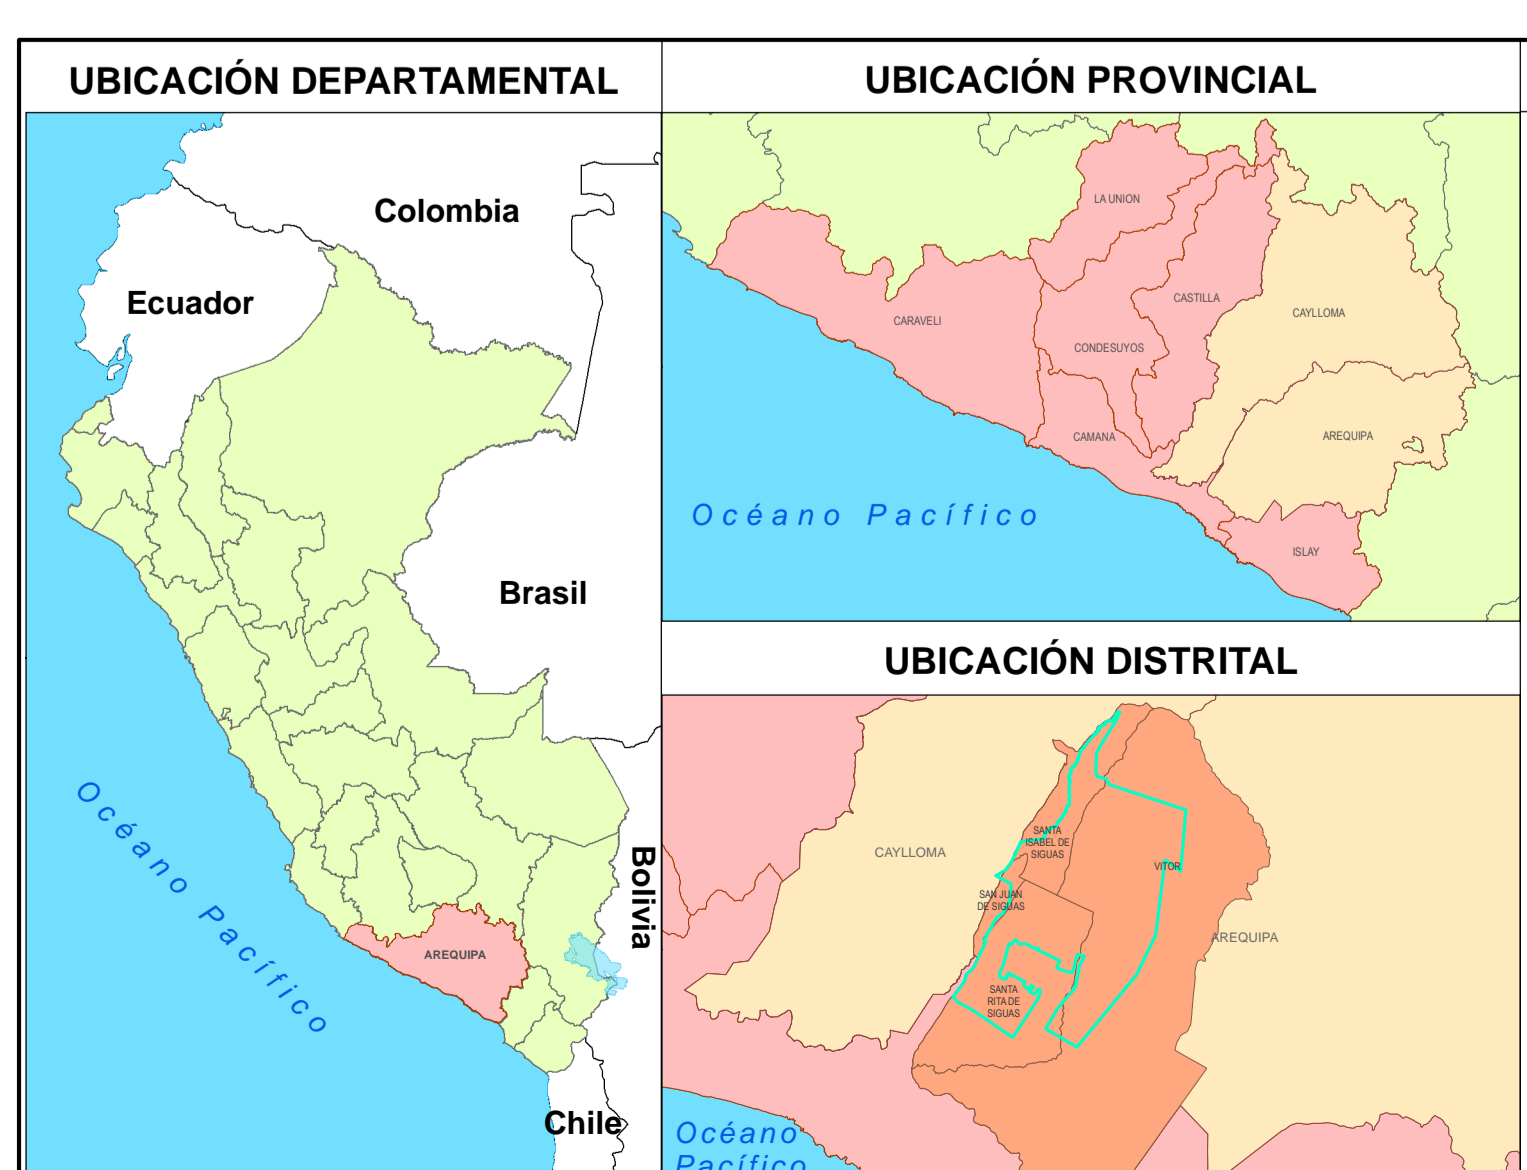 UBICACIÓN DEPARTAMENTAL
Colombia
Ecuador
Brasil
Océano Pacífico
Bolivia
AREQUIPA
Chile
UBICACIÓN PROVINCIAL
LA UNION
CASTILLA
CAYLLOMA
CARAVELI
CONDESUYOS
CAMANA
AREQUIPA
Océano Pacífico
ISLAY
UBICACIÓN DISTRITAL
SANTA
ISABEL DE
SIGUAS
CAYLLOMA
VITOR
SAN JUAN
DE SIGUAS
AREQUIPA
SANTA
RITA DE
SIGUAS
Océano
Pacífico